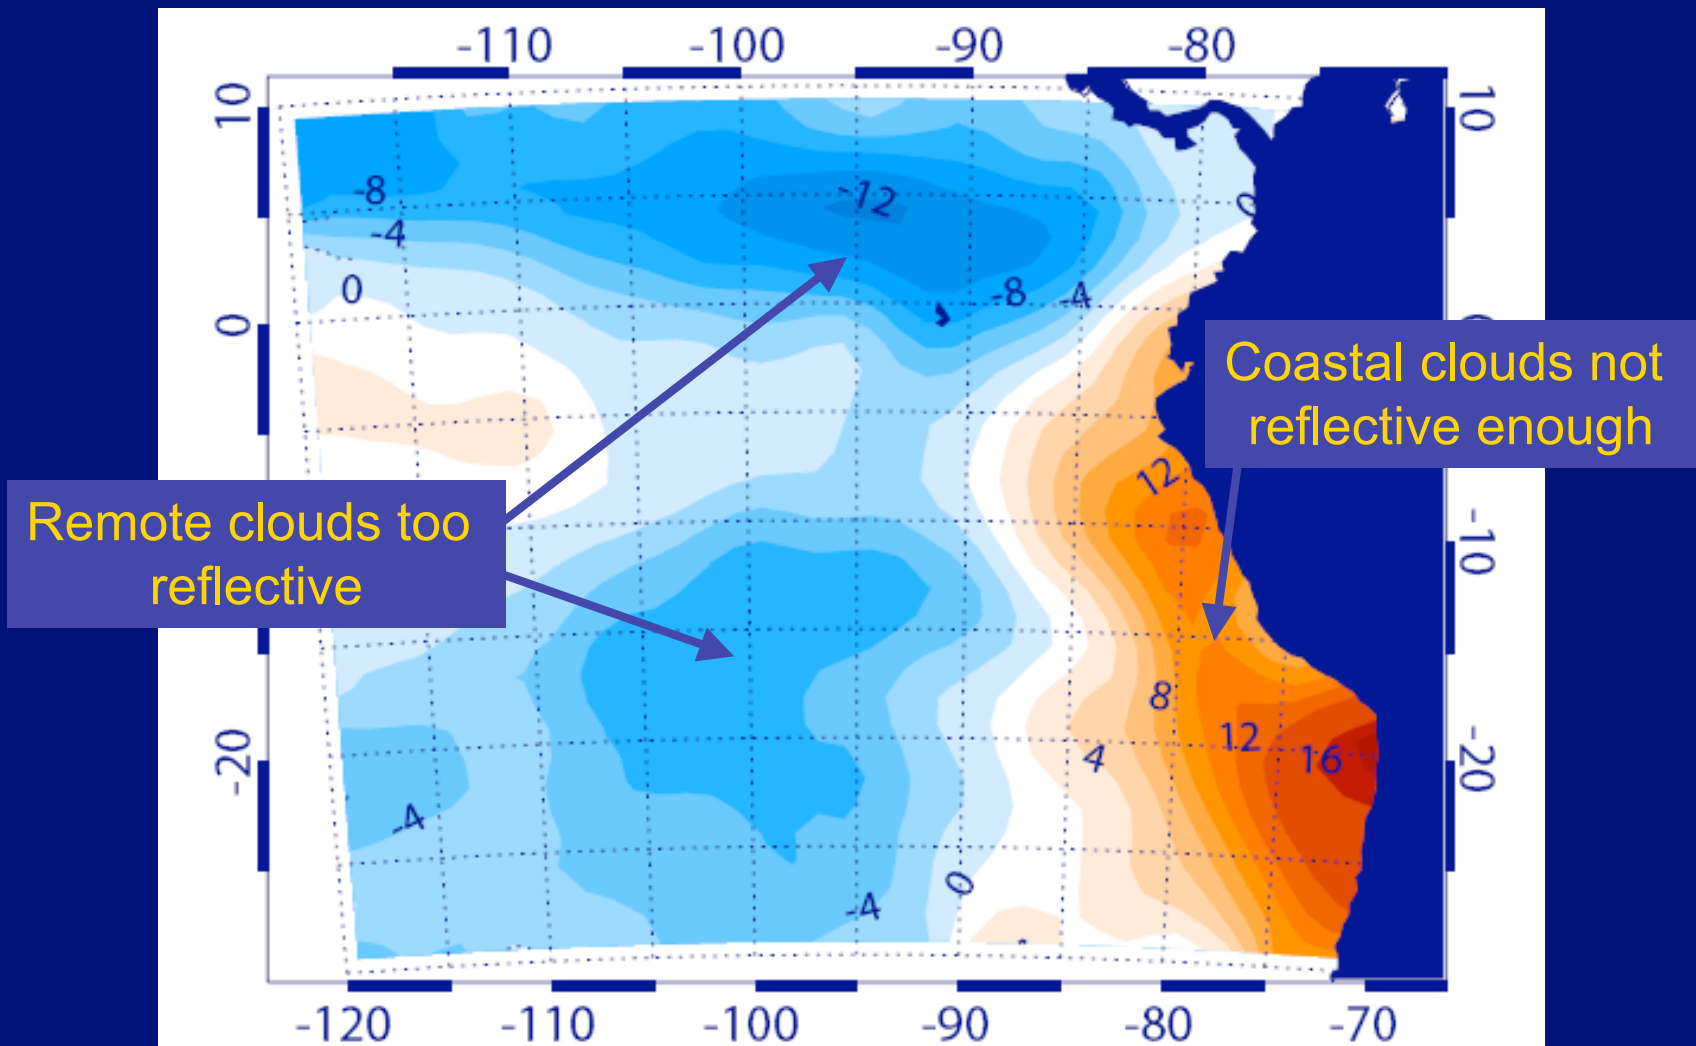 -110 -100 -90 -80
10 10
-8 -12
-4 0
0 -8 -4
0
Coastal clouds not
reflective enough
12
Remote clouds too
reflective
-10
8
-20 4 12 16 -20
-4
-4 0
-120 -110 -100 -90 -80 -70